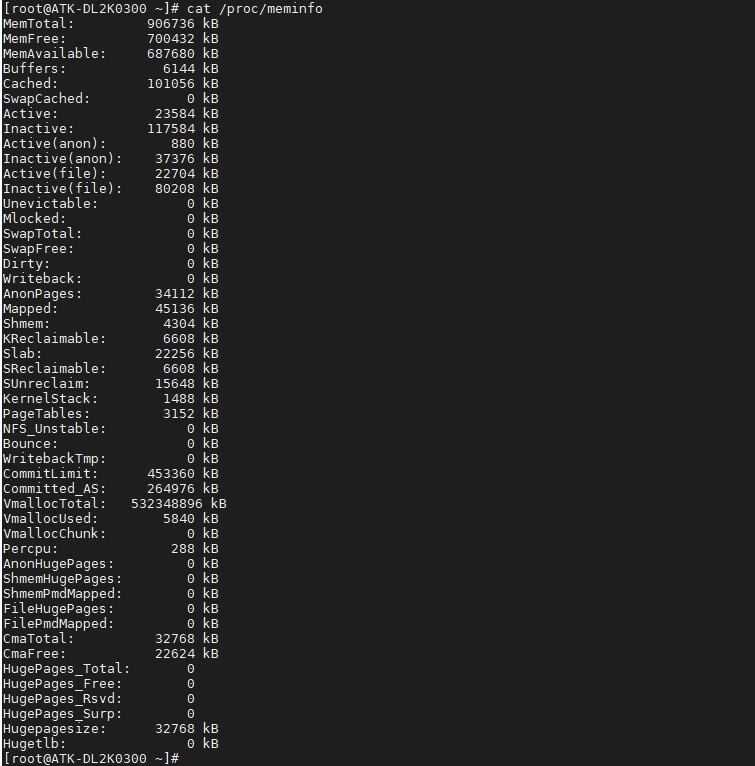 [root@ATK-DL2K0300 ~]# cat /proc/meminfo
MemTotal:         906736 kB
MemFree:          700432 kB
MemAvailable:     687680 kB
Buffers:            6144 kB
Cached:           101056 kB
SwapCached:            0 kB
Active:            23584 kB
Inactive:         117584 kB
Active(anon):        880 kB
Inactive(anon):    37376 kB
Active(file):      22704 kB
Inactive(file):    80208 kB
Unevictable:           0 kB
Mlocked:               0 kB
SwapTotal:             0 kB
SwapFree:              0 kB
Dirty:                 0 kB
Writeback:             0 kB
AnonPages:         34112 kB
Mapped:            45136 kB
Shmem:              4304 kB
KReclaimable:       6608 kB
Slab:              22256 kB
SReclaimable:       6608 kB
SUnreclaim:        15648 kB
KernelStack:        1488 kB
PageTables:         3152 kB
NFS_Unstable:          0 kB
Bounce:                0 kB
WritebackTmp:          0 kB
CommitLimit:      453360 kB
Committed_AS:     264976 kB
VmallocTotal:   532348896 kB
VmallocUsed:        5840 kB
VmallocChunk:          0 kB
Percpu:              288 kB
AnonHugePages:         0 kB
ShmemHugePages:        0 kB
ShmemPmdMapped:        0 kB
FileHugePages:         0 kB
FilePmdMapped:         0 kB
CmaTotal:          32768 kB
CmaFree:           22624 kB
HugePages_Total:       0
HugePages_Free:        0
HugePages_Rsvd:        0
HugePages_Surp:        0
Hugepagesize:      32768 kB
Hugetlb:               0 kB
[root@ATK-DL2K0300 ~]#